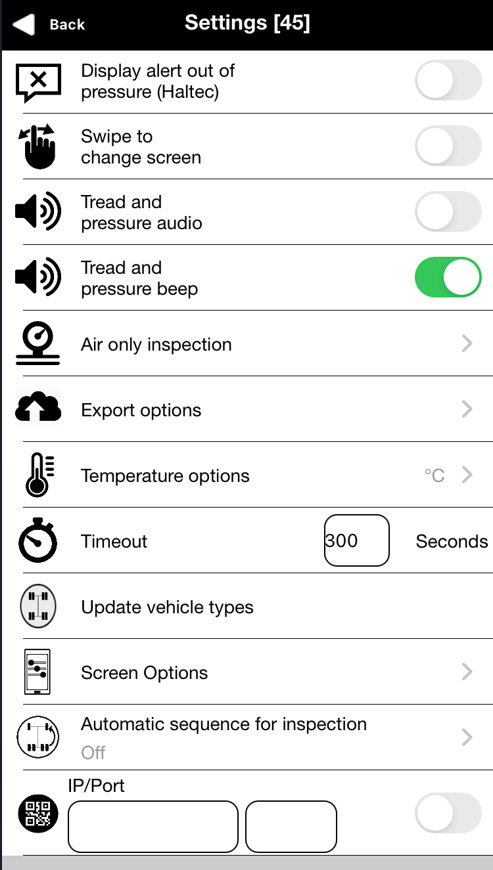 Back
Settings [45]
Display alert out of
pressure (Haltec)
Swipe to
change screen
Tread and
pressure audio
Tread and
pressure beep
Air only inspection
Export options
Temperature options
°C
Timeout
300
Seconds
Update vehicle types
Screen Options
Automatic sequence for inspection
Off
IP/Port